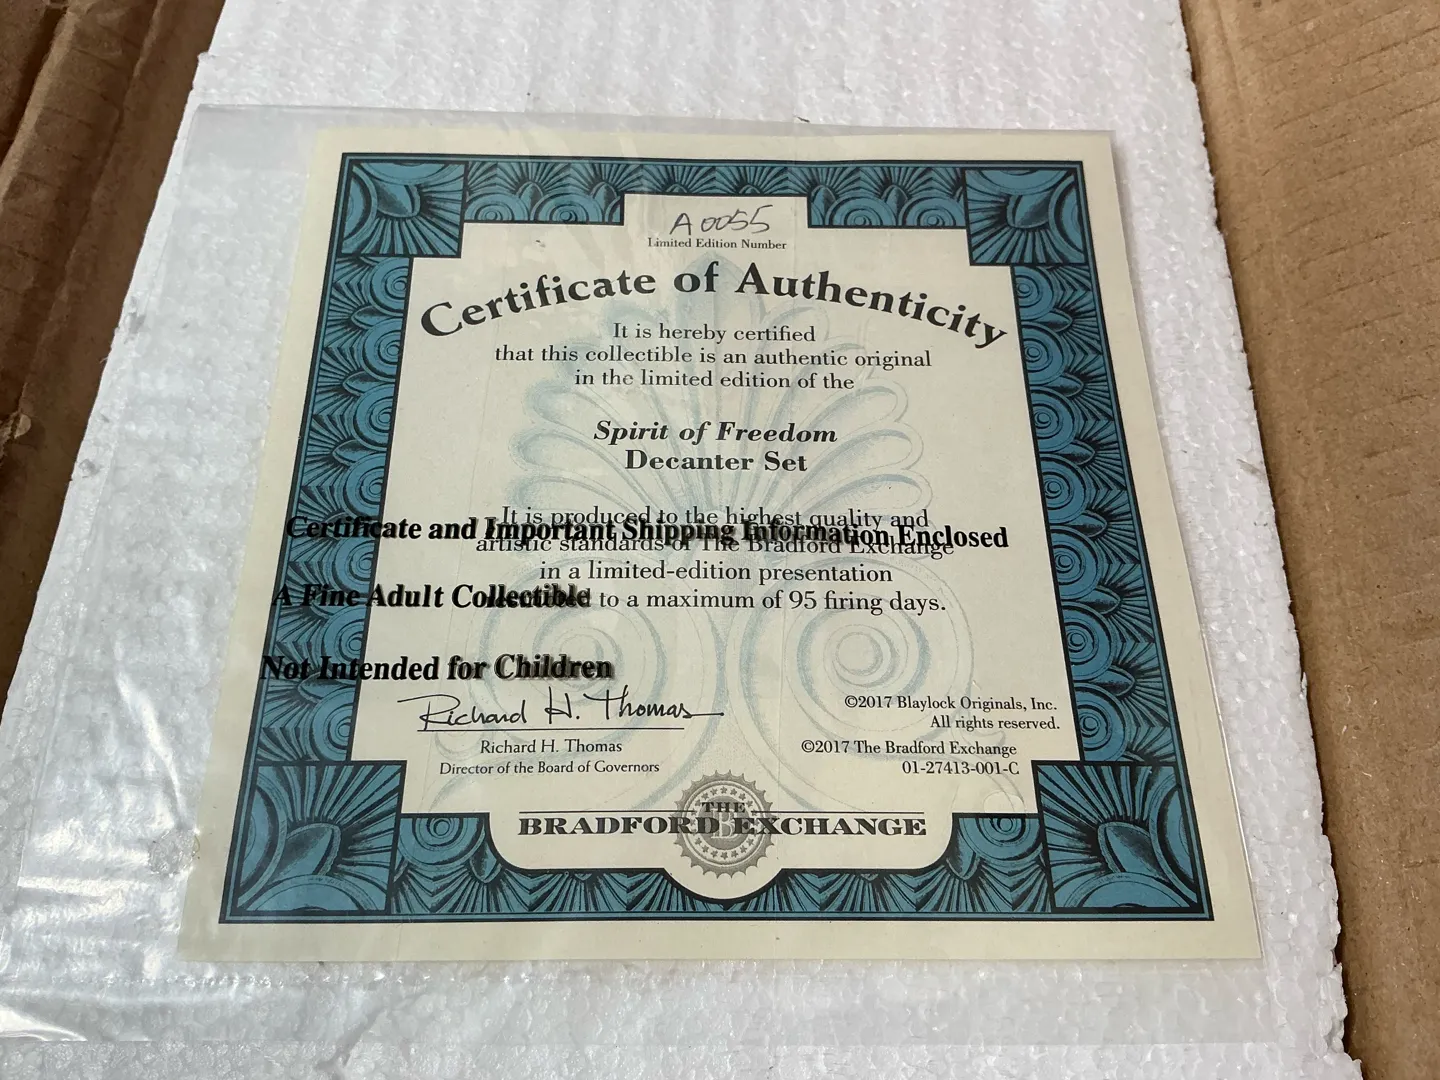 A0055
Limited Edition Number
Certificate of Authenticity
It is hereby certified
that this collectible is an authentic original
in the limited edition of the
Spirit of Freedom
Decanter Set
It is produced to the highest quality and
Certificate and Important Shipping Information Enclosed
artistic standards of The Bradford Exchange
in a limited-edition presentation
A Fine Adult Collectible
to a maximum of 95 firing days.
Not Intended for Children
Richard H. Thomas
Richard H. Thomas
Director of the Board of Governors
©2017 Blaylock Originals, Inc.
All rights reserved.
©2017 The Bradford Exchange
01-27413-001-C
THE
BRADFORD EXCHANGE